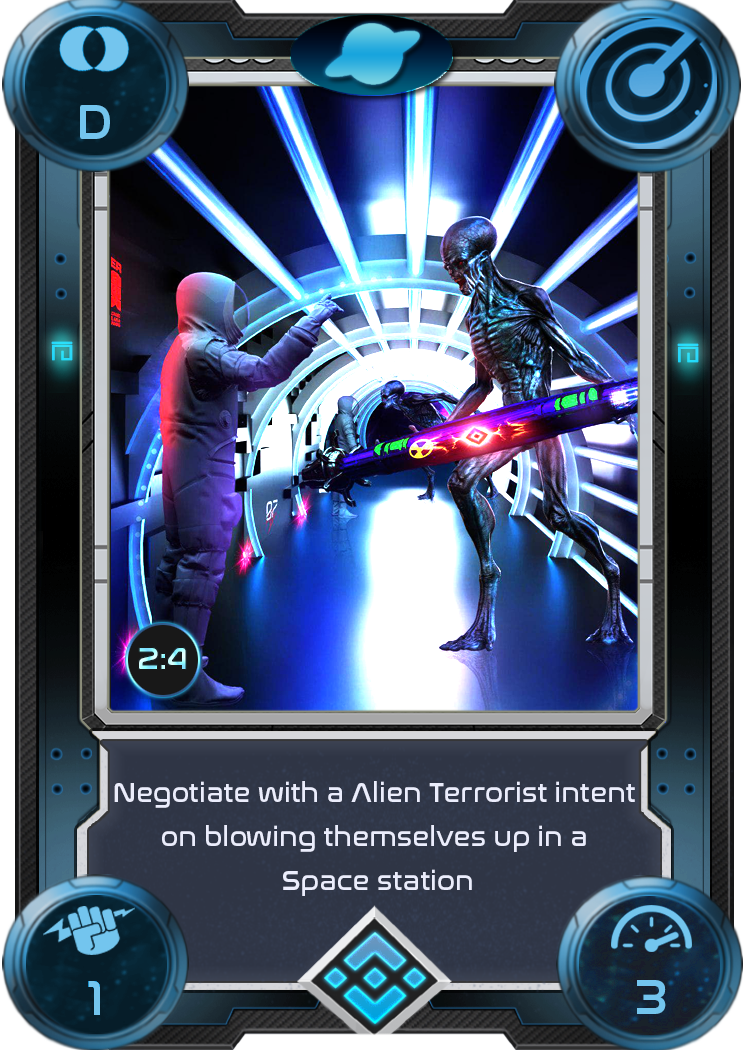 D
2:4
Negotiate with a Alien Terrorist intent
on blowing themselves up in a
Space station
1
3